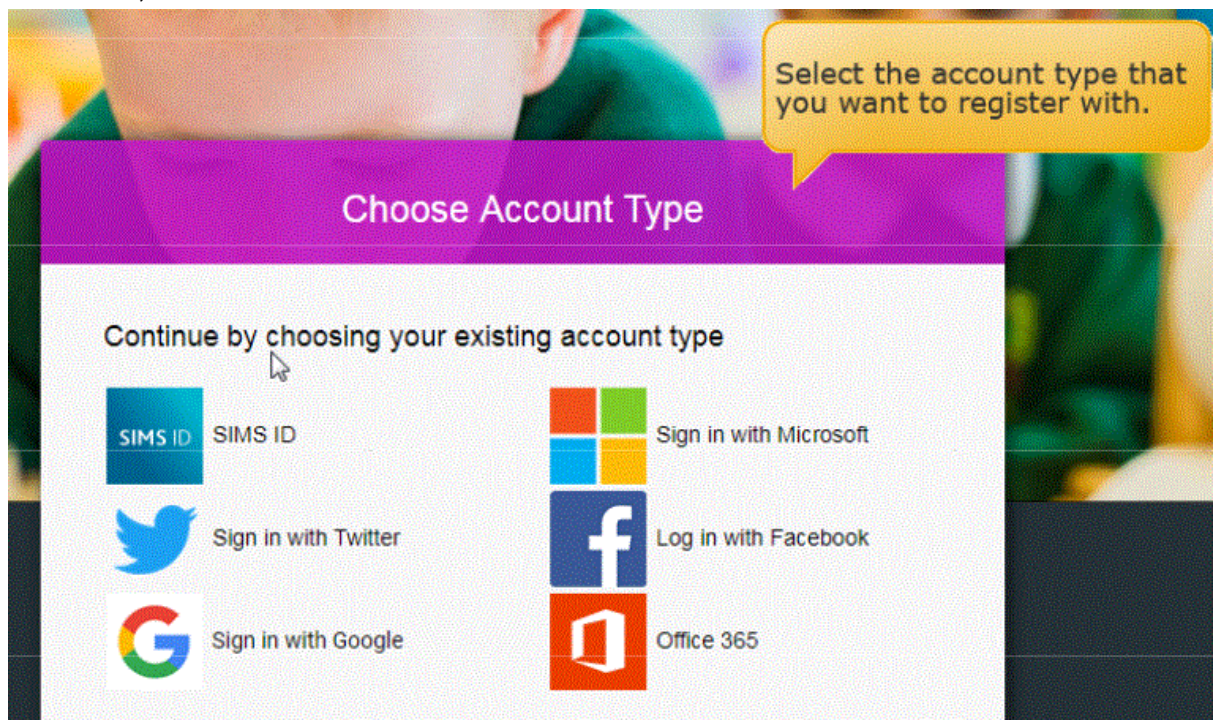 Select the account type that
you want to register with.
Choose Account Type
Continue by choosing your existing account type
SIMS ID SIMS ID
Sign in with Microsoft
Sign in with Twitter
Log in with Facebook
Sign in with Google
Office 365